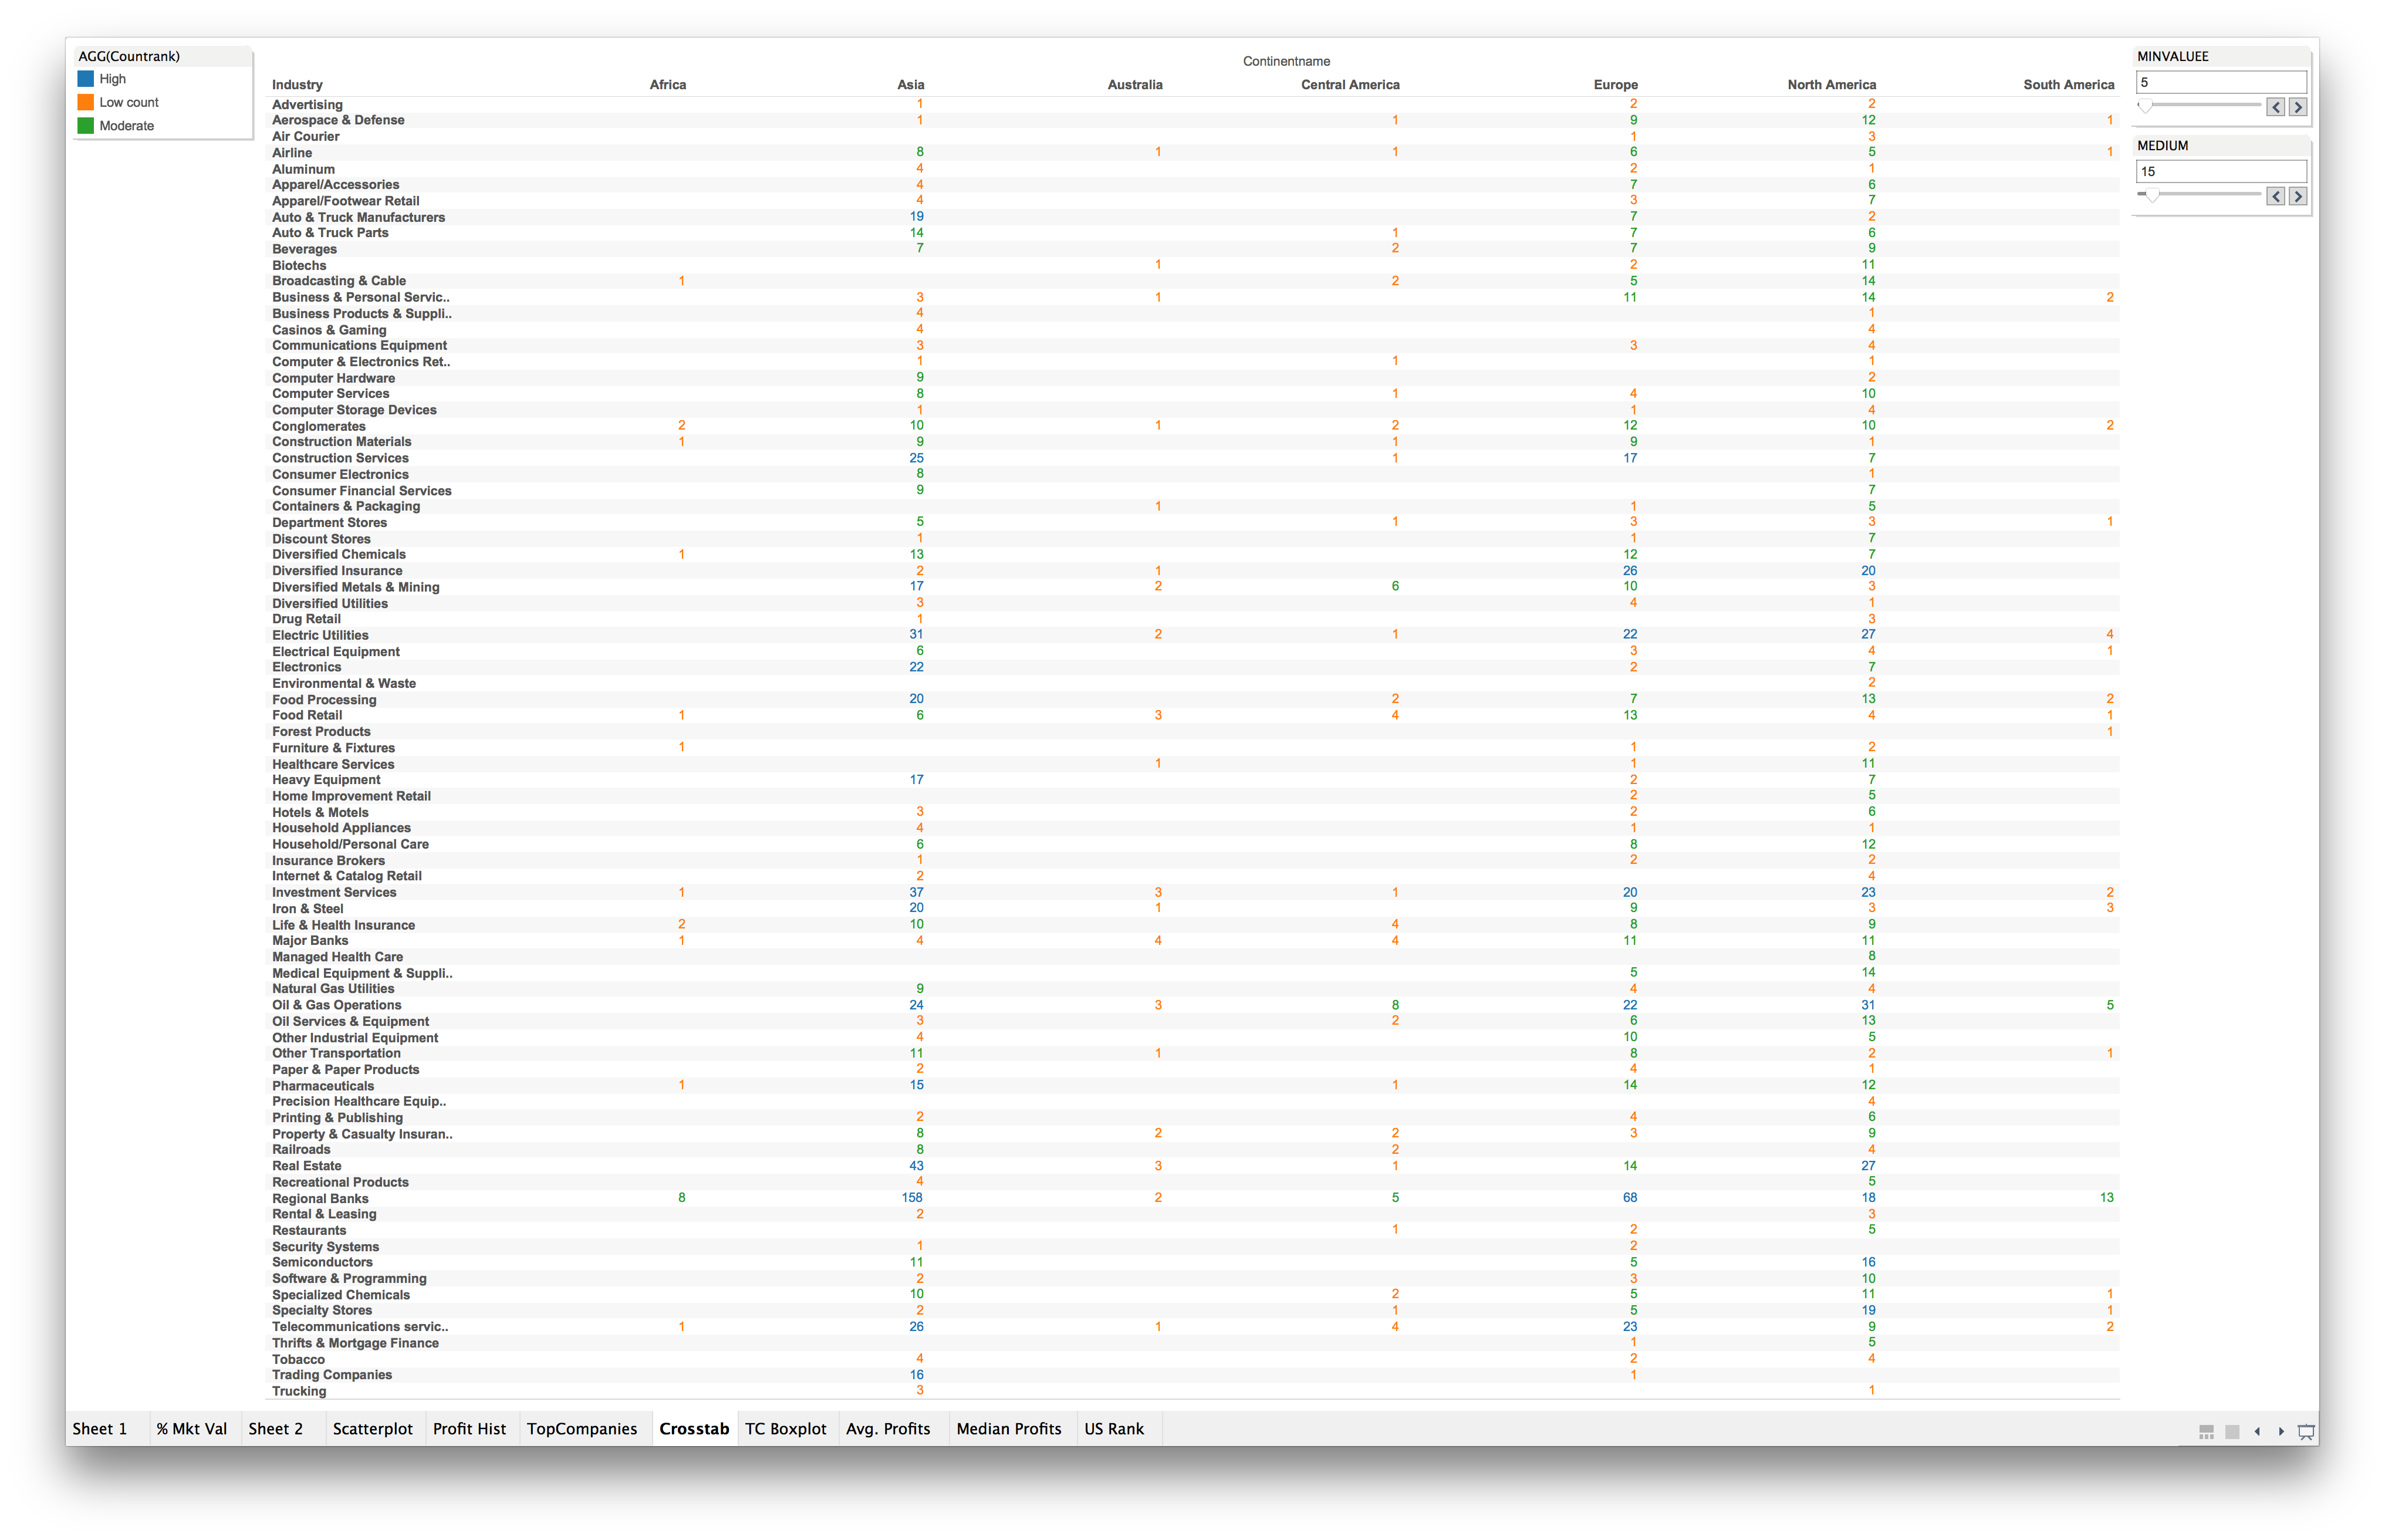 AGG(Countrank)
High
Low count
Moderate
Continentname
Industry Africa Asia Australia Central America Europe North America South America
Advertising 1 2 2
Aerospace & Defense 1 1 9 12 1
Air Courier 1 3
Airline 8 1 1 6 5 1
Aluminum 4 2 1
Apparel/Accessories 4 7 6
Apparel/Footwear Retail 4 3 7
Auto & Truck Manufacturers 19 7 2
Auto & Truck Parts 14 1 7 6
Beverages 7 2 7 9
Biotechs 1 2 11
Broadcasting & Cable 1 2 5 14
Business & Personal Servic.. 3 1 11 14 2
Business Products & Suppli.. 4 1
Casinos & Gaming 4 4
Communications Equipment 3 3 4
Computer & Electronics Ret.. 1 1 1
Computer Hardware 9 2
Computer Services 8 1 4 10
Computer Storage Devices 1 1 4
Conglomerates 2 10 1 2 12 10 2
Construction Materials 1 9 1 9 1
Construction Services 25 1 17 7
Consumer Electronics 8 1
Consumer Financial Services 9 7
Containers & Packaging 1 1 5
Department Stores 5 1 3 3 1
Discount Stores 1 1 7
Diversified Chemicals 1 13 12 7
Diversified Insurance 2 1 26 20
Diversified Metals & Mining 17 2 6 10 3
Diversified Utilities 3 4 1
Drug Retail 1 3
Electric Utilities 31 2 1 22 27 4
Electrical Equipment 6 3 4 1
Electronics 22 2 7
Environmental & Waste 2
Food Processing 20 2 7 13 2
Food Retail 1 6 3 4 13 4 1
Forest Products 1
Furniture & Fixtures 1 1 2
Healthcare Services 1 1 11
Heavy Equipment 17 2 7
Home Improvement Retail 2 5
Hotels & Motels 3 2 6
Household Appliances 4 1 1
Household/Personal Care 6 8 12
Insurance Brokers 1 2 2
Internet & Catalog Retail 2 4
Investment Services 1 37 3 1 20 23 2
Iron & Steel 20 1 9 3 3
Life & Health Insurance 2 10 4 8 9
Major Banks 1 4 4 4 11 11
Managed Health Care 8
Medical Equipment & Suppli.. 5 14
Natural Gas Utilities 9 4 4
Oil & Gas Operations 24 3 8 22 31 5
Oil Services & Equipment 3 2 6 13
Other Industrial Equipment 4 10 5
Other Transportation 11 1 8 2 1
Paper & Paper Products 2 4 1
Pharmaceuticals 1 15 1 14 12
Precision Healthcare Equip.. 4
Printing & Publishing 2 4 6
Property & Casualty Insuran.. 8 2 2 3 9
Railroads 8 2 4
Real Estate 43 3 1 14 27
Recreational Products 4 5
Regional Banks 8 158 2 5 68 18 13
Rental & Leasing 2 3
Restaurants 1 2 5
Security Systems 1 2
Semiconductors 11 5 16
Software & Programming 2 3 10
Specialized Chemicals 10 2 5 11 1
Specialty Stores 2 1 5 19 1
Telecommunications servic.. 1 26 1 4 23 9 2
Thrifts & Mortgage Finance 1 5
Tobacco 4 2 4
Trading Companies 16 1
Trucking 3 1
MINVALUEE
5
MEDIUM
15
Sheet 1 % Mkt Val Sheet 2 Scatterplot Profit Hist TopCompanies Crosstab TC Boxplot Avg. Profits Median Profits US Rank